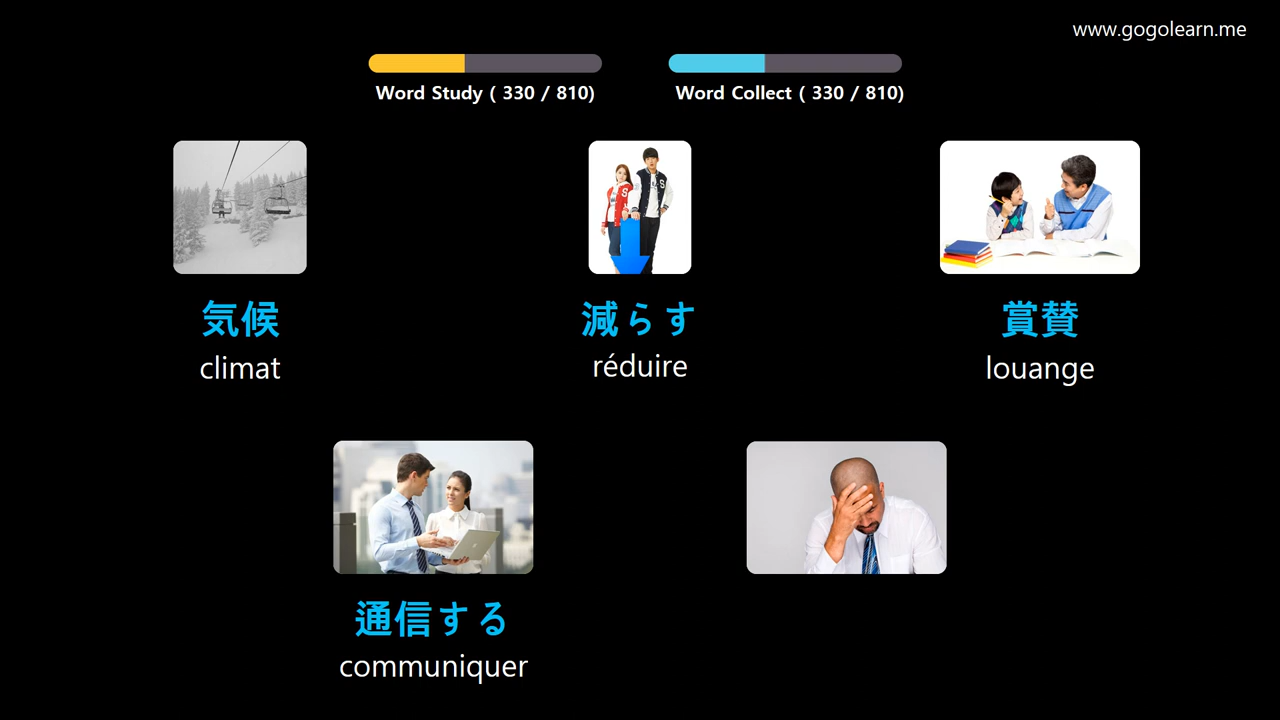 www.gogolearn.me
Word Study ( 330 / 810)
Word Collect ( 330 / 810)
気候
climat
減らす
réduire
賞賛
louange
通信する
communiquer